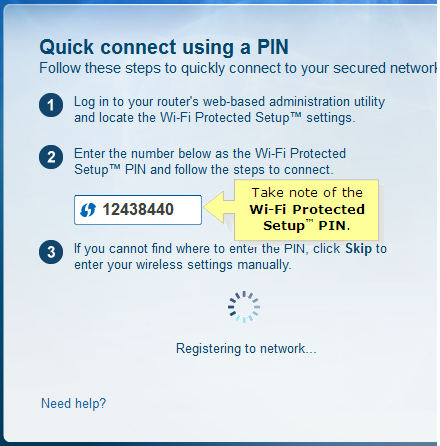 Quick connect using a PIN
Follow these steps to quickly connect to your secured network
1 Log in to your router's web-based administration utility
and locate the Wi-Fi Protected Setup™ settings.
2 Enter the number below as the Wi-Fi Protected
Setup™ PIN and follow the steps to connect.
12438440
Take note of the
Wi-Fi Protected
Setup™ PIN.
3 If you cannot find where to enter the PIN, click Skip to
enter your wireless settings manually.
Registering to network...
Need help?